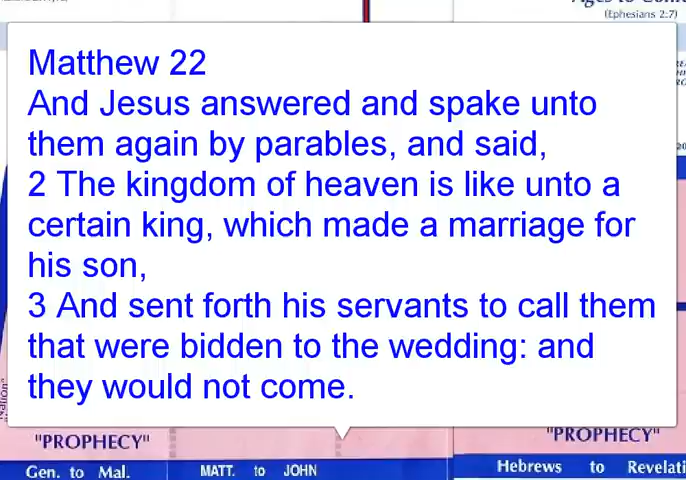 (Ephesians 2:7)
Matthew 22
And Jesus answered and spake unto
them again by parables, and said,
2 The kingdom of heaven is like unto a
certain king, which made a marriage for
his son,
3 And sent forth his servants to call them
that were bidden to the wedding: and
they would not come.
"PROPHECY"
"PROPHECY"
Gen. to Mal.
MATT. to JOHN
Hebrews to